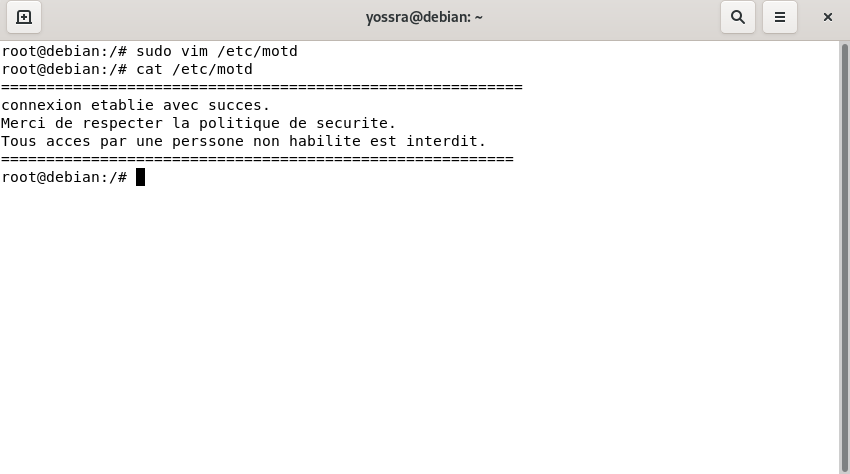 yossra@debian: ~
root@debian:/# sudo vim /etc/motd
root@debian:/# cat /etc/motd
==========================================================
connexion etablie avec succes.
Merci de respecter la politique de securite.
Tous acces par une perssone non habilite est interdit.
=========================================================
root@debian:/#